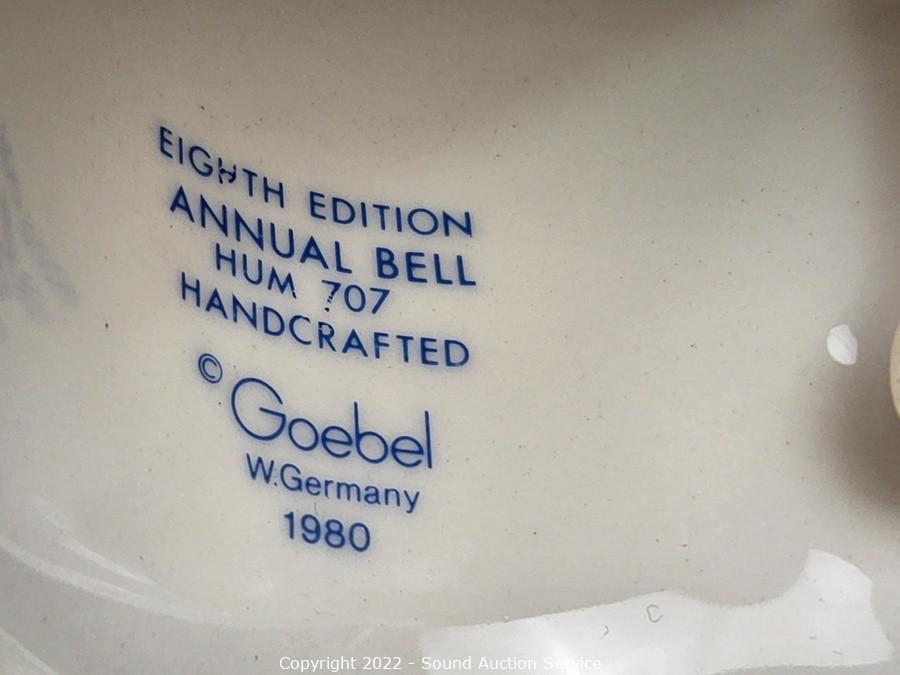 EIGHTH EDITION
ANNUAL BELL
HUM 707
HANDCRAFTED
© Goebel
W.Germany
1980
Copyright 2022 - Sound Auction Service